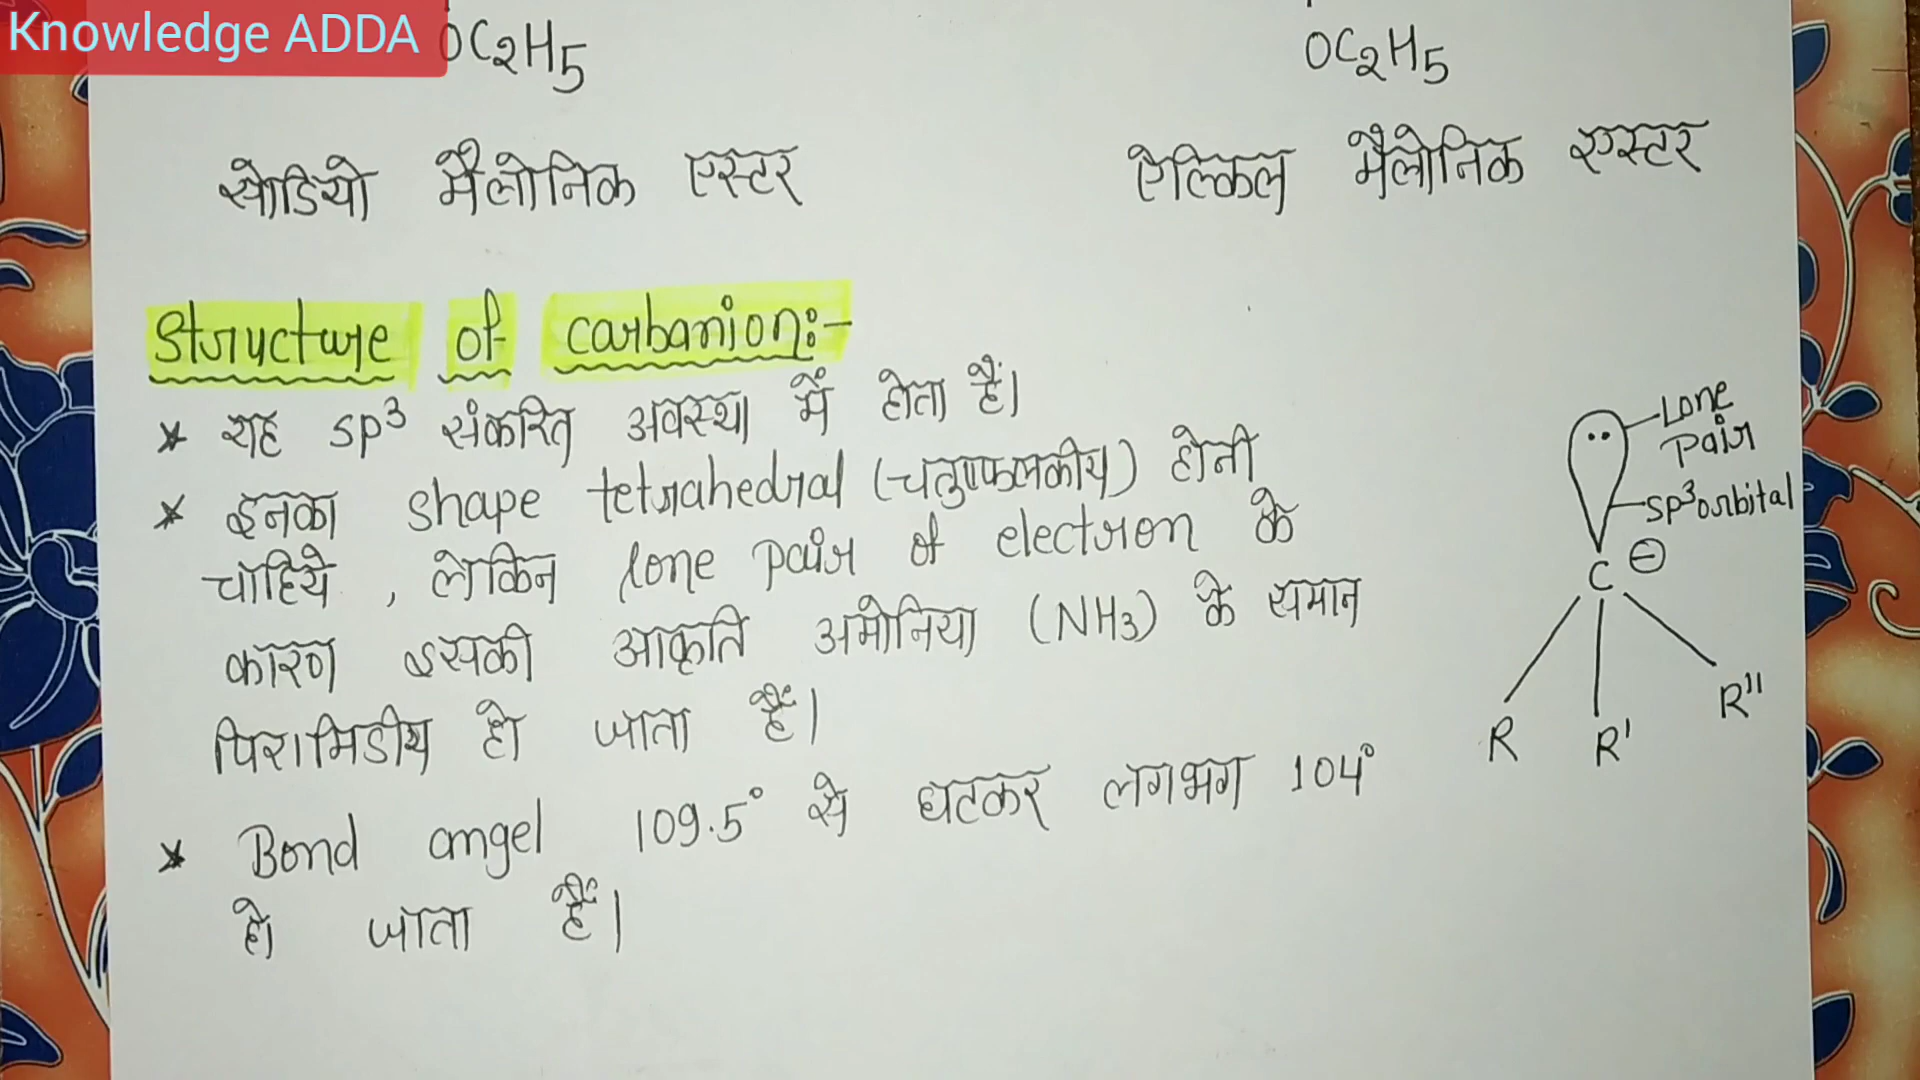 Knowledge ADDA
OC2H5 OC2H5
सोडियो मैलोनिक एस्टर ऐल्किल मैलोनिक एस्टर
Structure of carbanion:-
* यह sp³ संकरित अवस्था में होता हैं।
* इनका shape tetrahedral (चतुष्फलकीय) होनी
चाहिये , लेकिन lone pair of electron के
कारण इसकी आकृति अमोनिया (NH3) के समान
पिरामिडीय हो जाता हैं।
* Bond angel 109.5° से घटकर लगभग 104°
हो जाता हैं।
Lone
pair
sp³ orbital
C ⊖
R R' R"